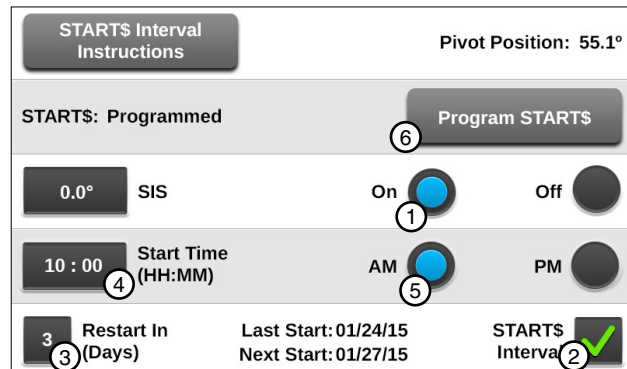 START$ Interval
Instructions
Pivot Position: 55.1º
START$: Programmed
Program START$
6
0.0°
SIS
On
1
Off
10 : 00
4
Start Time
(HH:MM)
AM
5
PM
3
3
Restart In
(Days)
Last Start: 01/24/15
Next Start: 01/27/15
START$
Interval
2